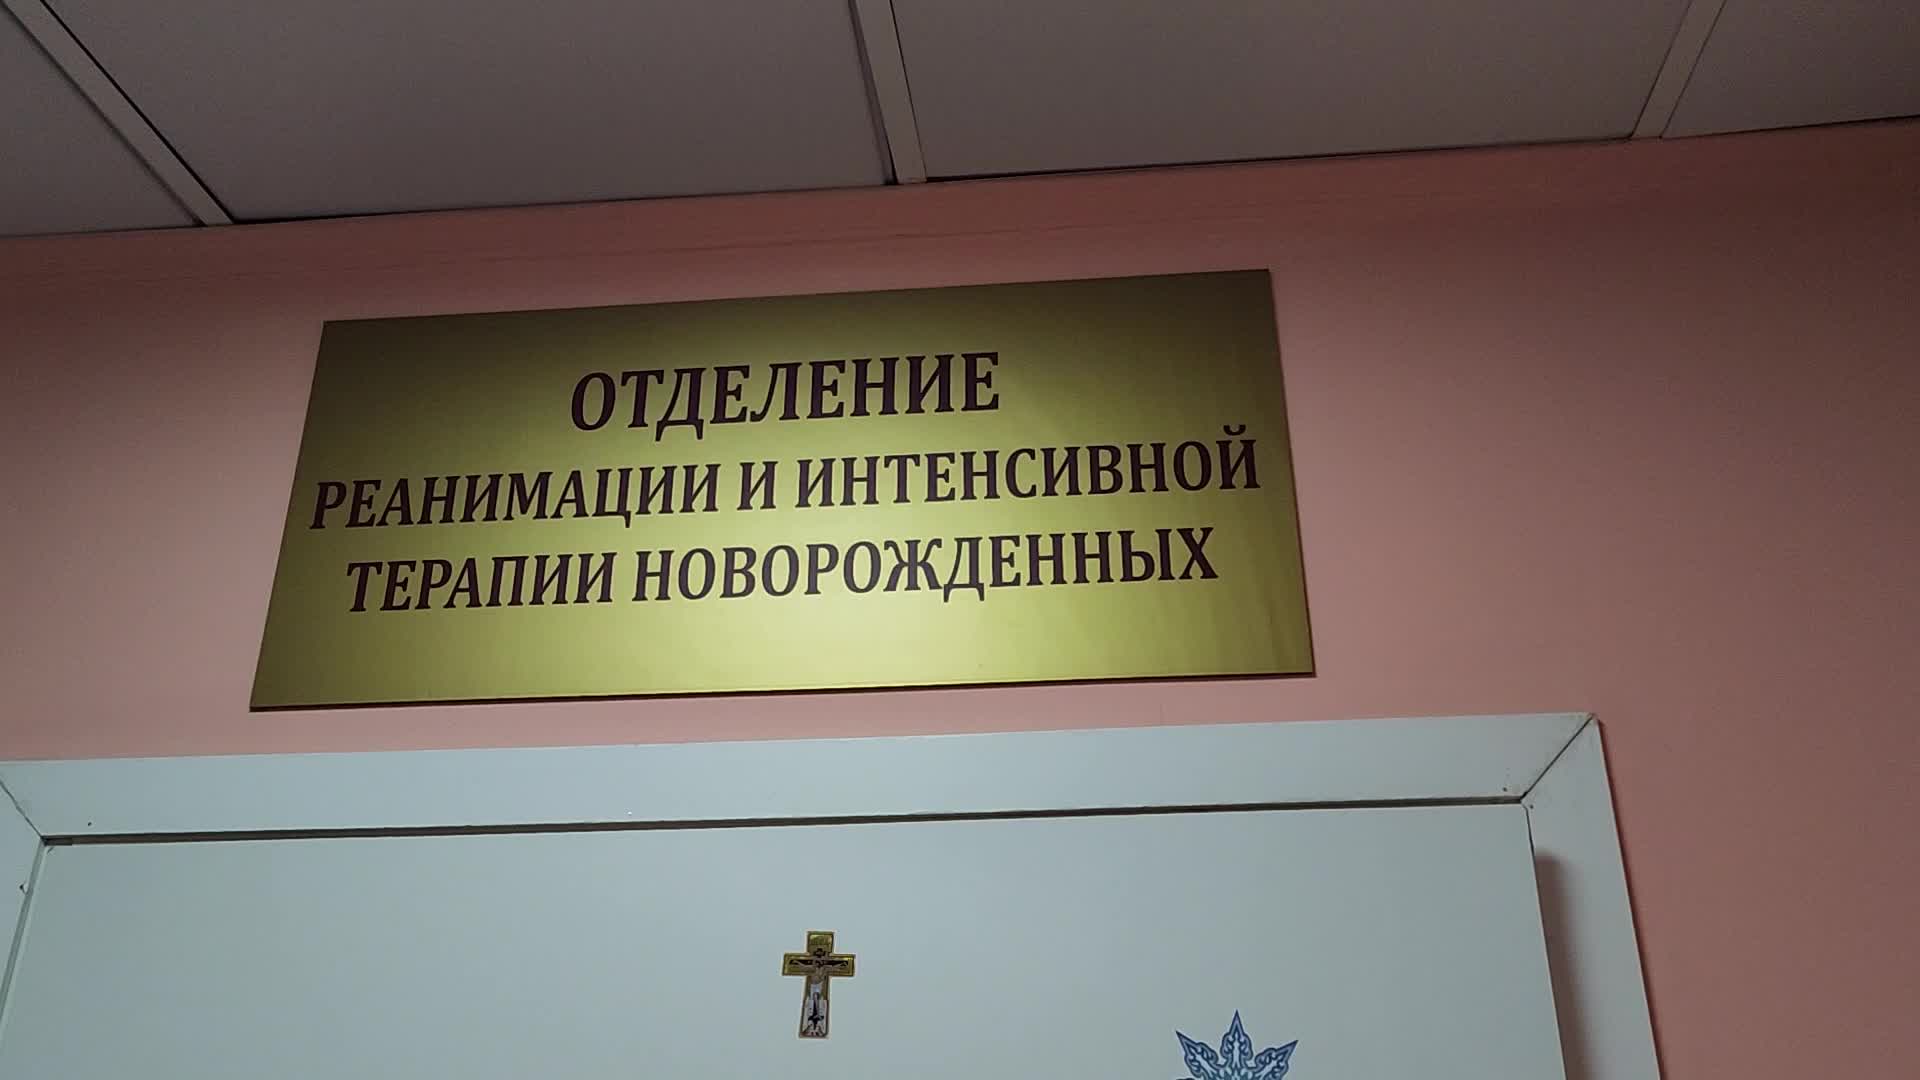 ОТДЕЛЕНИЕ
РЕАНИМАЦИИ И ИНТЕНСИВНОЙ
ТЕРАПИИ НОВОРОЖДЕННЫХ